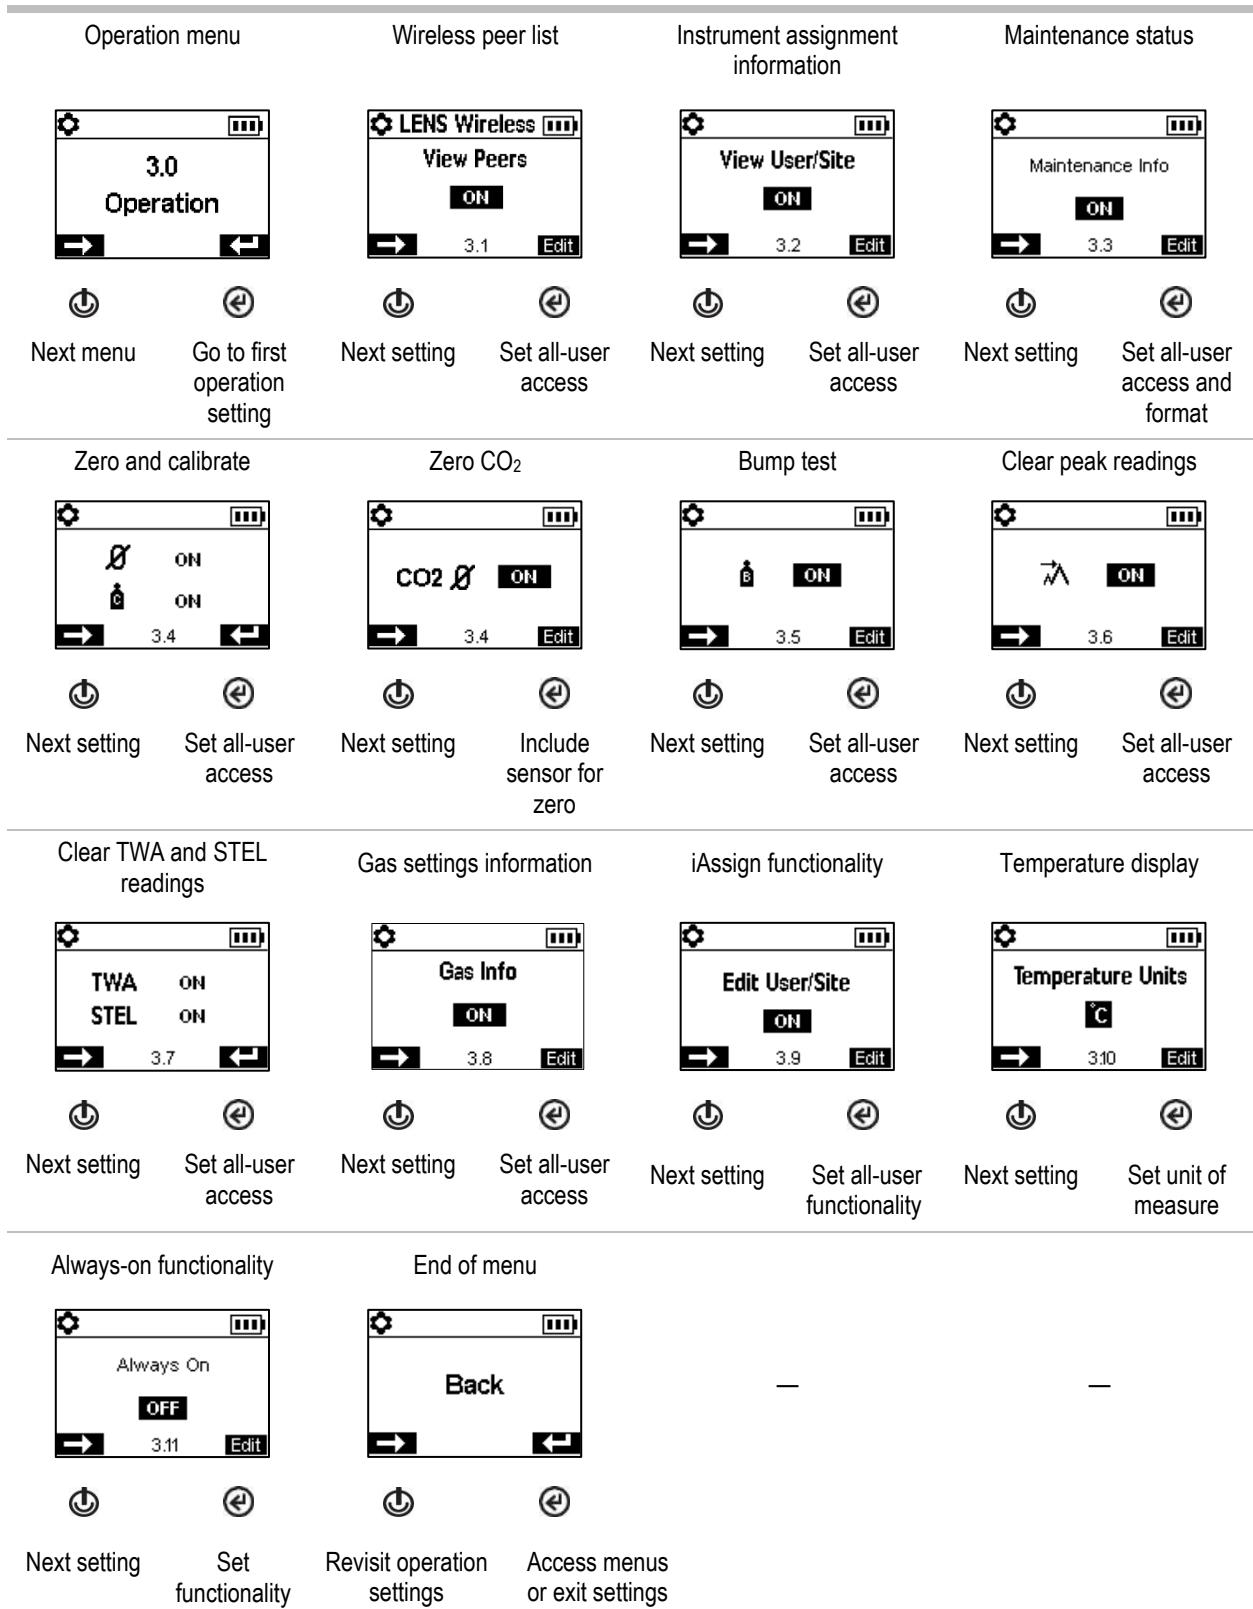 Operation menu
Wireless peer list
Instrument assignment
information
Maintenance status
3.0
Operation
LENS Wireless
View Peers
ON
3.1
Edit
View User/Site
ON
3.2
Edit
Maintenance Info
ON
3.3
Edit
Next menu
Go to first
operation
setting
Next setting
Set all-user
access
Next setting
Set all-user
access
Next setting
Set all-user
access and
format
Zero and calibrate
Zero CO2
Bump test
Clear peak readings
ON
C
ON
3.4
CO2
ON
3.4
Edit
B
ON
3.5
Edit
ON
3.6
Edit
Next setting
Set all-user
access
Next setting
Include
sensor for
zero
Next setting
Set all-user
access
Next setting
Set all-user
access
Clear TWA and STEL
readings
Gas settings information
iAssign functionality
Temperature display
TWA ON
STEL ON
3.7
Gas Info
ON
3.8
Edit
Edit User/Site
ON
3.9
Edit
Temperature Units
°C
3.10
Edit
Next setting
Set all-user
access
Next setting
Set all-user
access
Next setting
Set all-user
functionality
Next setting
Set unit of
measure
Always-on functionality
End of menu
Always On
OFF
3.11
Edit
Back
—
—
Next setting
Set
functionality
Revisit operation
settings
Access menus
or exit settings